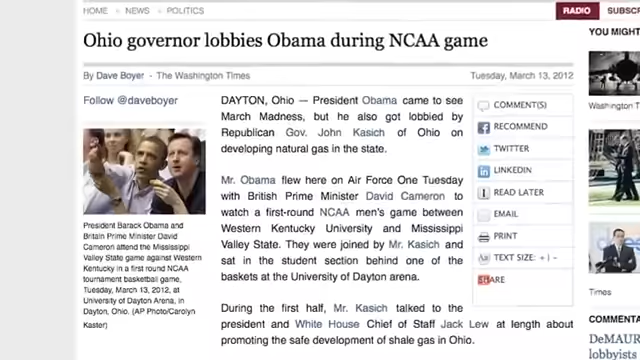 HOME NEWS POLITICS
RADIO SUBSC
Ohio governor lobbies Obama during NCAA game
By Dave Boyer - The Washington Times
Tuesday, March 13, 2012
Follow @daveboyer
President Barack Obama and
Britain Prime Minister David
Cameron attend the Mississippi
Valley State game against Western
Kentucky in a first round NCAA
tournament basketball game,
Tuesday, March 13, 2012, at
University of Dayton Arena, in
Dayton, Ohio. (AP Photo/Carolyn
Kaster)
DAYTON, Ohio — President Obama came to see
March Madness, but he also got lobbied by
Republican Gov. John Kasich of Ohio on
developing natural gas in the state.
Mr. Obama flew here on Air Force One Tuesday
with British Prime Minister David Cameron to
watch a first-round NCAA men's game between
Western Kentucky University and Mississippi
Valley State. They were joined by Mr. Kasich and
sat in the student section behind one of the
baskets at the University of Dayton arena.
During the first half, Mr. Kasich talked to the
president and White House Chief of Staff Jack Lew at length about
promoting the safe development of shale gas in Ohio.
COMMENT(S)
RECOMMEND
TWITTER
LINKEDIN
READ LATER
EMAIL
PRINT
TEXT SIZE: + | –
SHARE
YOU MIGHT
Washington T
Times
COMMENTA
DeMAUR
lobbyists